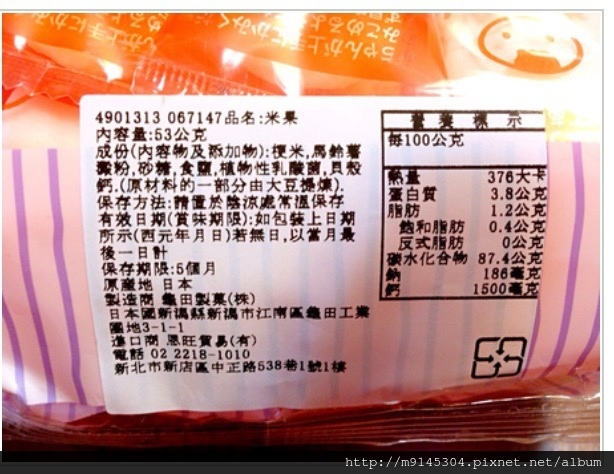 4901313 067147品名:米果
內容量:53公克
成份(內容物及添加物):梗米,馬鈴薯
澱粉,砂糖,食鹽,植物性乳酸菌,貝殼
鈣.(原材料的一部分由大豆提煉).
保存方法:請置於陰涼處常溫保存
有效日期(賞味期限):如包裝上日期
所示(西元年月日)若無日,以當月最
後一日計
保存期限:5個月
原產地 日本
製造商 龜田製菓(株)
日本國新潟縣新潟市江南區龜田工業
團地3-1-1
進口商 恩旺貿易(有)
電話 02 2218-1010
新北市新店區中正路538巷1號1樓
營 養 標 示
每100公克
熱量 376大卡
蛋白質 3.8公克
脂肪 1.2公克
飽和脂肪 0.4公克
反式脂肪 0公克
碳水化合物 87.4公克
鈉 186毫克
鈣 1500毫克
http://m9145304.pixnet.net/album